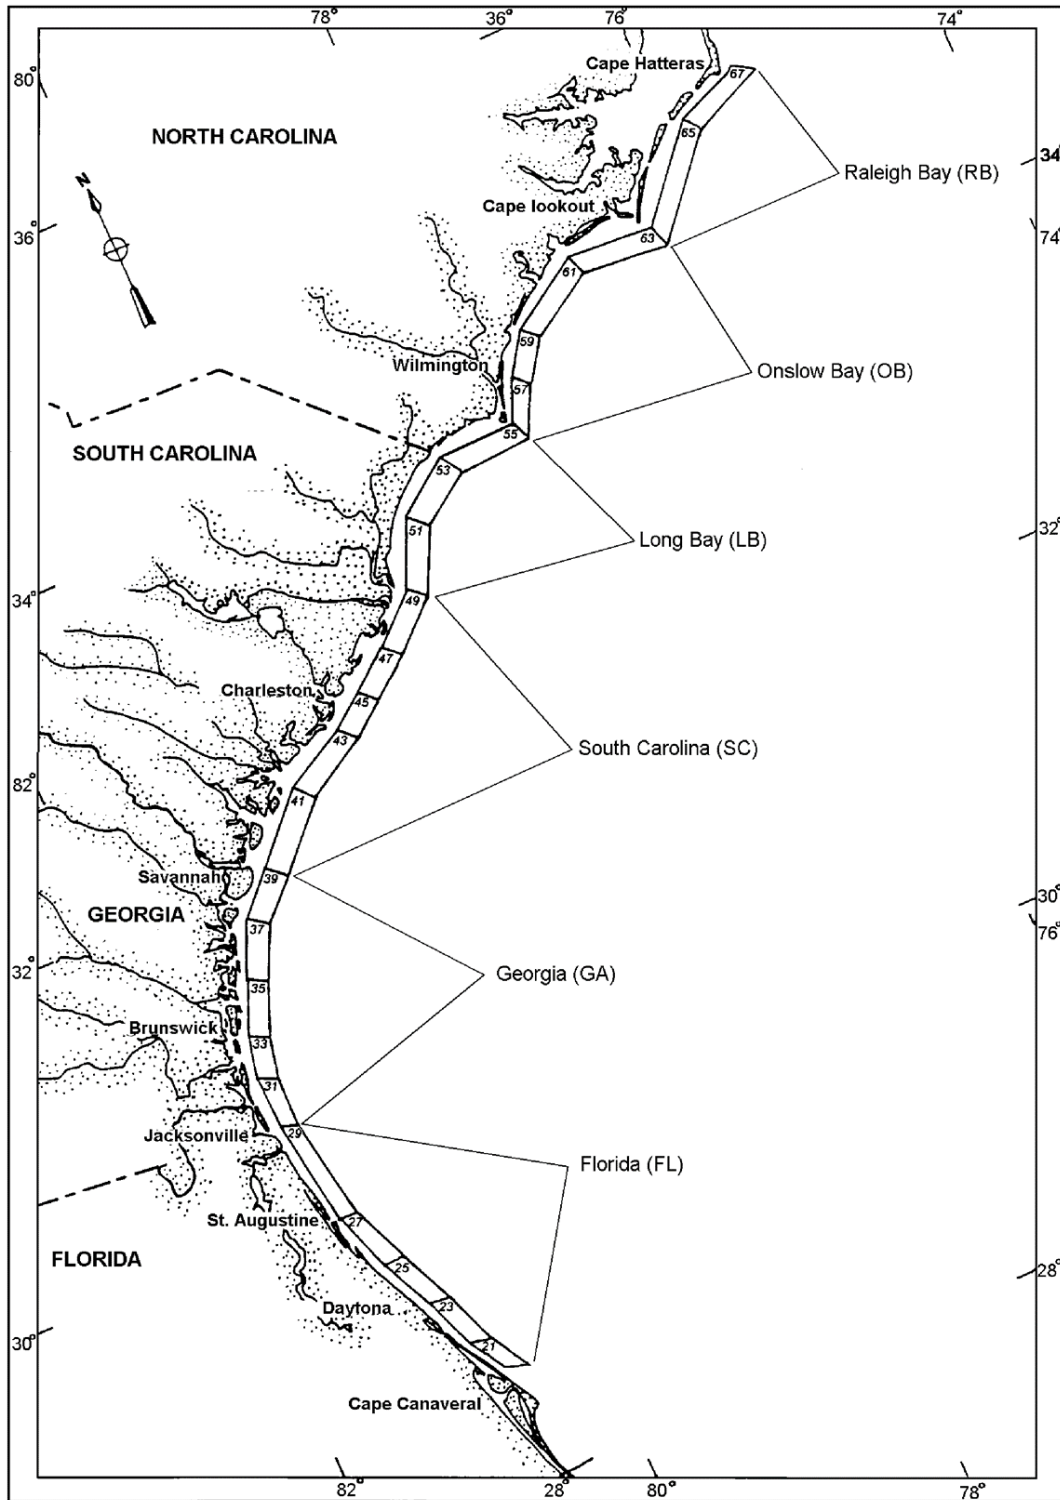 78°
36°
76°
74°
Cape Hatteras
67
80°
NORTH CAROLINA
65
34°
Raleigh Bay (RB)
N
Cape lookout
36°
63
74°
61
59
Wilmington
57
Onslow Bay (OB)
55
SOUTH CAROLINA
53
51
32°
Long Bay (LB)
34°
49
47
Charleston
45
43
South Carolina (SC)
82°
41
Savannah
39
30°
GEORGIA
37
76°
32°
Georgia (GA)
35
Brunswick
33
31
Jacksonville
29
Florida (FL)
St. Augustine
27
FLORIDA
25
28°
Daytona
23
30°
21
Cape Canaveral
82°
28°
80°
78°